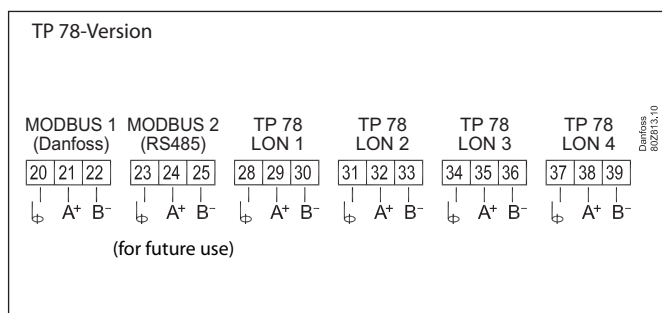 TP 78-Version
MODBUS 1 MODBUS 2 TP 78 TP 78 TP 78 TP 78
(Danfoss) (RS485) LON 1 LON 2 LON 3 LON 4
20 21 22 23 24 25 28 29 30 31 32 33 34 35 36 37 38 39
A+ B- A+ B- A+ B- A+ B- A+ B- A+ B-
(for future use)
Danfoss
80Z813.10